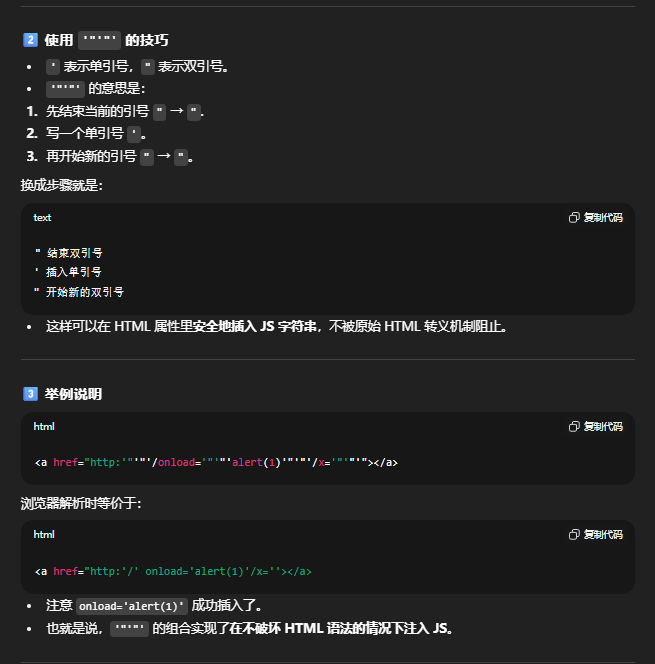 2 使用 '"'"' 的技巧
• ' 表示单引号，" 表示双引号。
• '"'"' 的意思是：
1. 先结束当前的引号 " → ".
2. 写一个单引号 '。
3. 再开始新的引号 " → "。
换成步骤就是：
text 复制代码
" 结束双引号
' 插入单引号
" 开始新的双引号
• 这样可以在 HTML 属性里安全地插入 JS 字符串，不被原始 HTML 转义机制阻止。
3 举例说明
html 复制代码
<a href="http:'"'"'/onload='"'"'alert(1)'"'"'/x='"'"'"></a>
浏览器解析时等价于：
html 复制代码
<a href="http:'/' onload='alert(1)'/x=''></a>
• 注意 onload='alert(1)' 成功插入了。
• 也就是说，'"'"' 的组合实现了在不破坏 HTML 语法的情况下注入 JS。